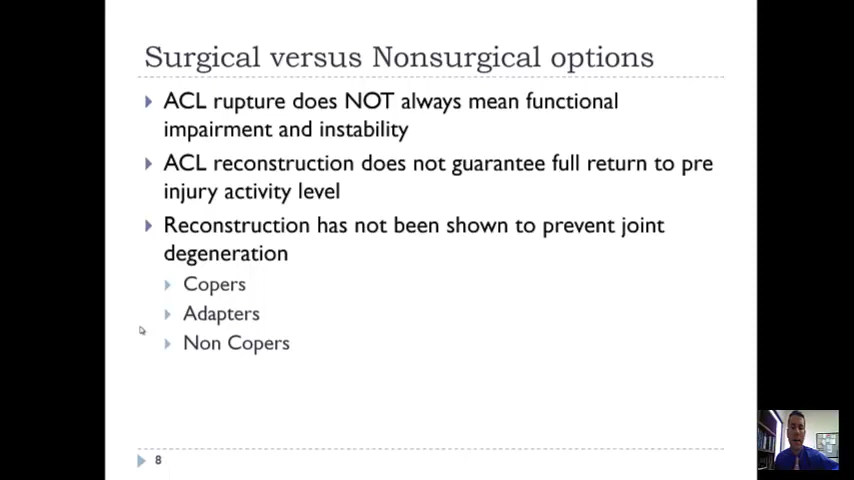 Surgical versus Nonsurgical options
ACL rupture does NOT always mean functional
impairment and instability
ACL reconstruction does not guarantee full return to pre
injury activity level
Reconstruction has not been shown to prevent joint
degeneration
Copers
Adapters
Non Copers
8